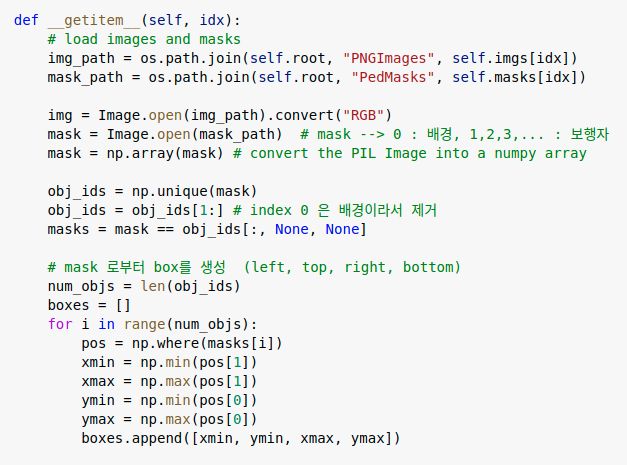 def __getitem__(self, idx):
    # load images and masks
    img_path = os.path.join(self.root, "PNGImages", self.imgs[idx])
    mask_path = os.path.join(self.root, "PedMasks", self.masks[idx])

    img = Image.open(img_path).convert("RGB")
    mask = Image.open(mask_path)  # mask --> 0 : 배경, 1,2,3,... : 보행자
    mask = np.array(mask) # convert the PIL Image into a numpy array

    obj_ids = np.unique(mask)
    obj_ids = obj_ids[1:] # index 0 은 배경이라서 제거
    masks = mask == obj_ids[:, None, None]

    # mask 로부터 box를 생성  (left, top, right, bottom)
    num_objs = len(obj_ids)
    boxes = []
    for i in range(num_objs):
        pos = np.where(masks[i])
        xmin = np.min(pos[1])
        xmax = np.max(pos[1])
        ymin = np.min(pos[0])
        ymax = np.max(pos[0])
        boxes.append([xmin, ymin, xmax, ymax])